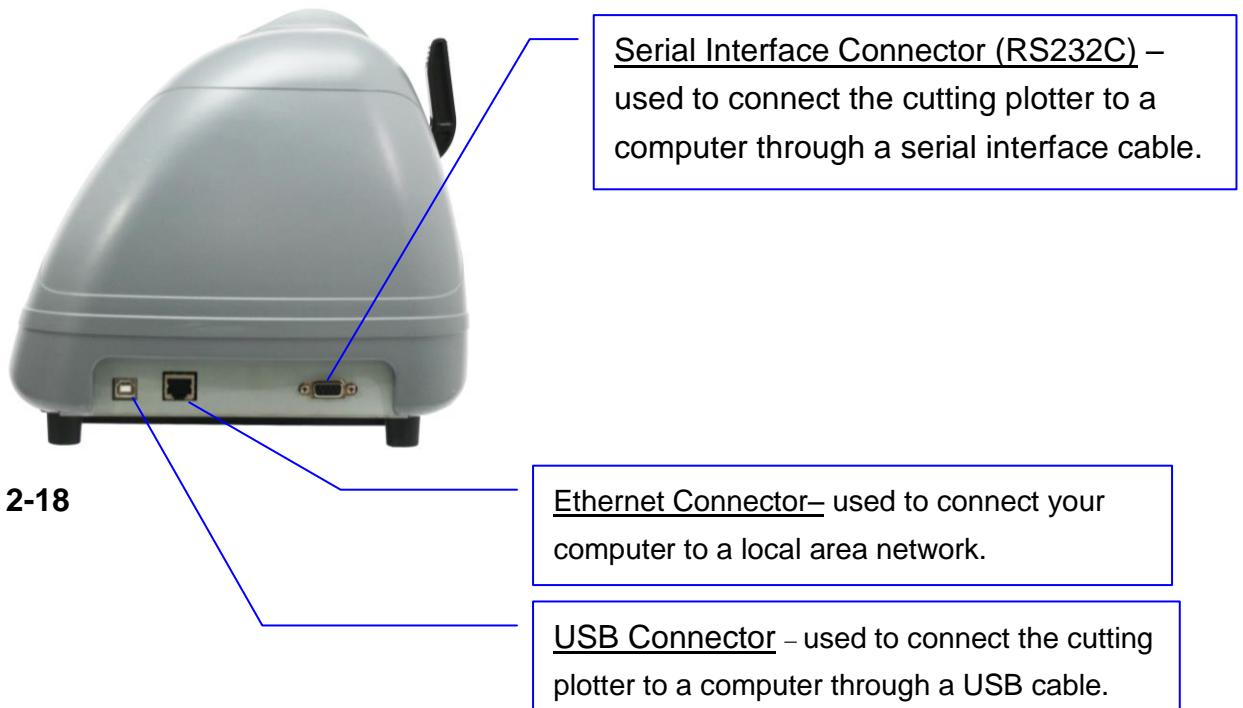 Serial Interface Connector (RS232C) –
used to connect the cutting plotter to a
computer through a serial interface cable.
2-18
Ethernet Connector– used to connect your
computer to a local area network.
USB Connector – used to connect the cutting
plotter to a computer through a USB cable.